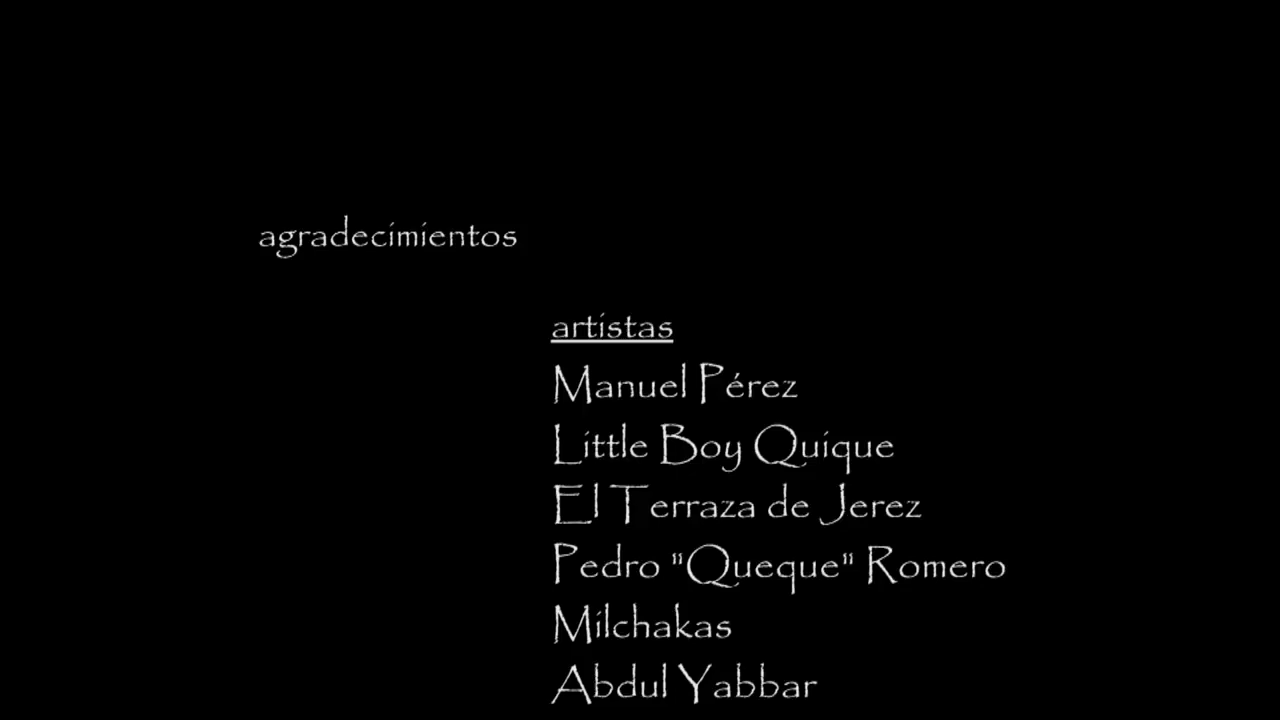 agradecimientos
artistas
Manuel Pérez
Little Boy Quique
El Terraza de Jerez
Pedro "Queque" Romero
Milchakas
Abdul Yabbar